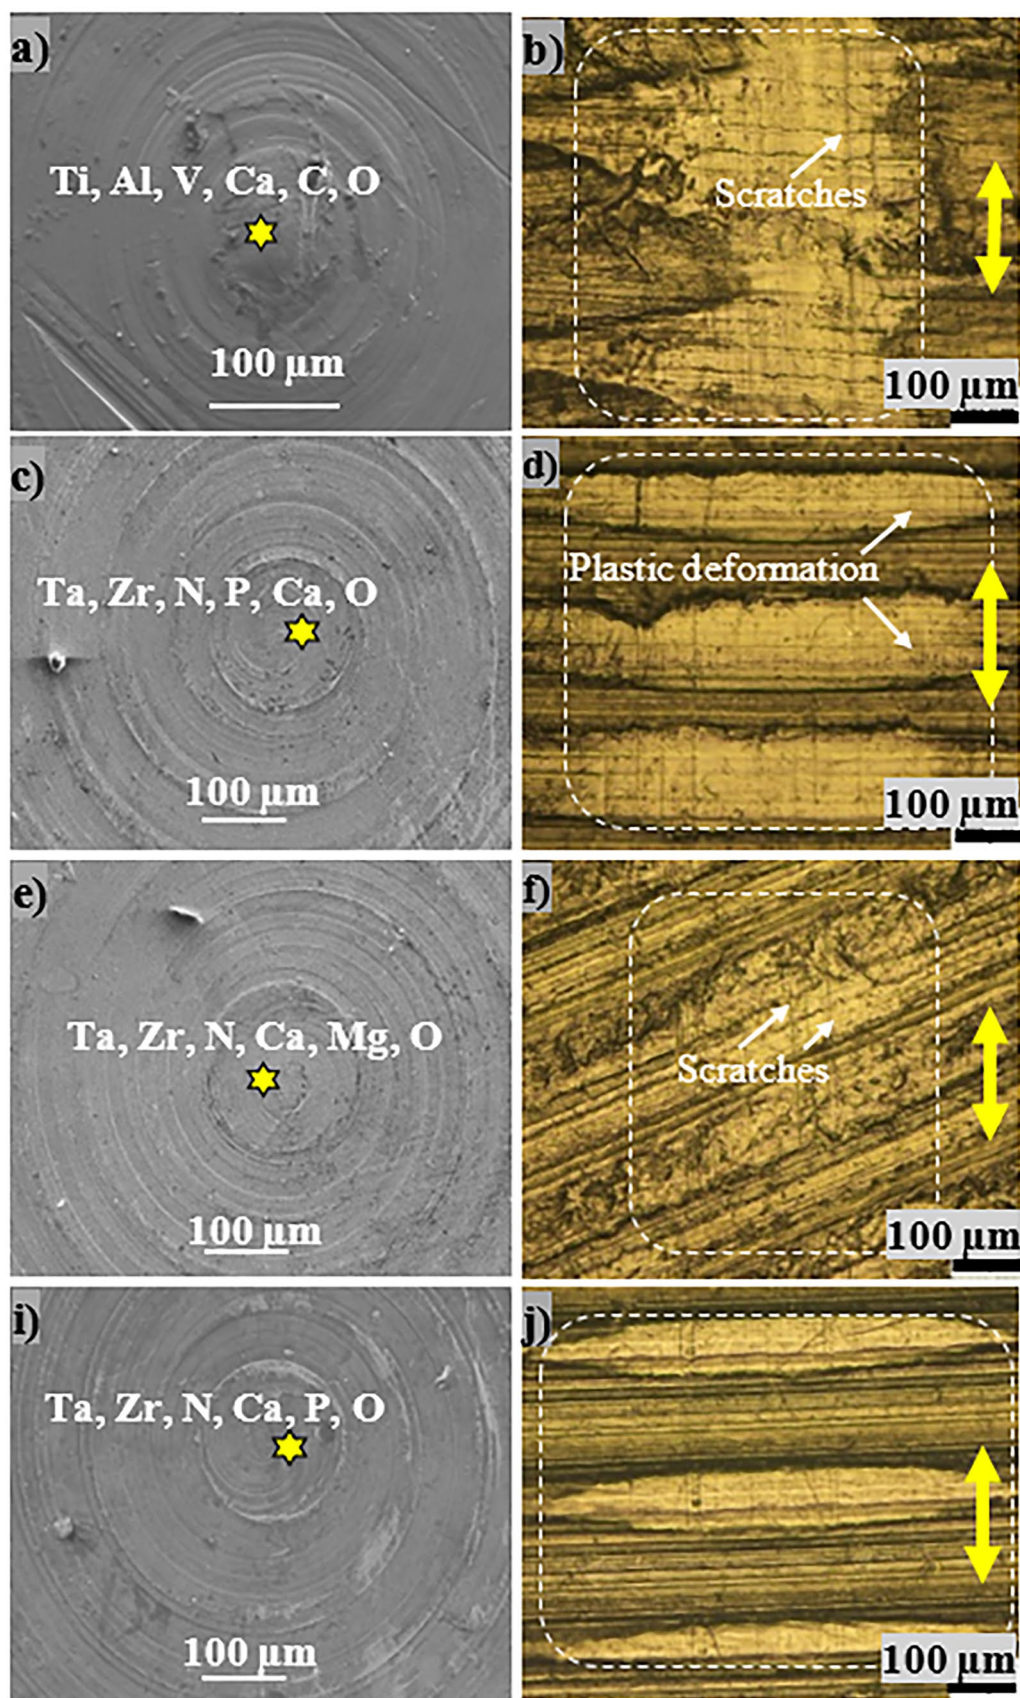 a)
Ti, Al, V, Ca, C, O
100 µm
b)
Scratches
100 µm
c)
Ta, Zr, N, P, Ca, O
100 µm
d)
Plastic deformation
100 µm
e)
Ta, Zr, N, Ca, Mg, O
100 µm
f)
Scratches
100 µm
i)
Ta, Zr, N, Ca, P, O
100 µm
j)
100 µm